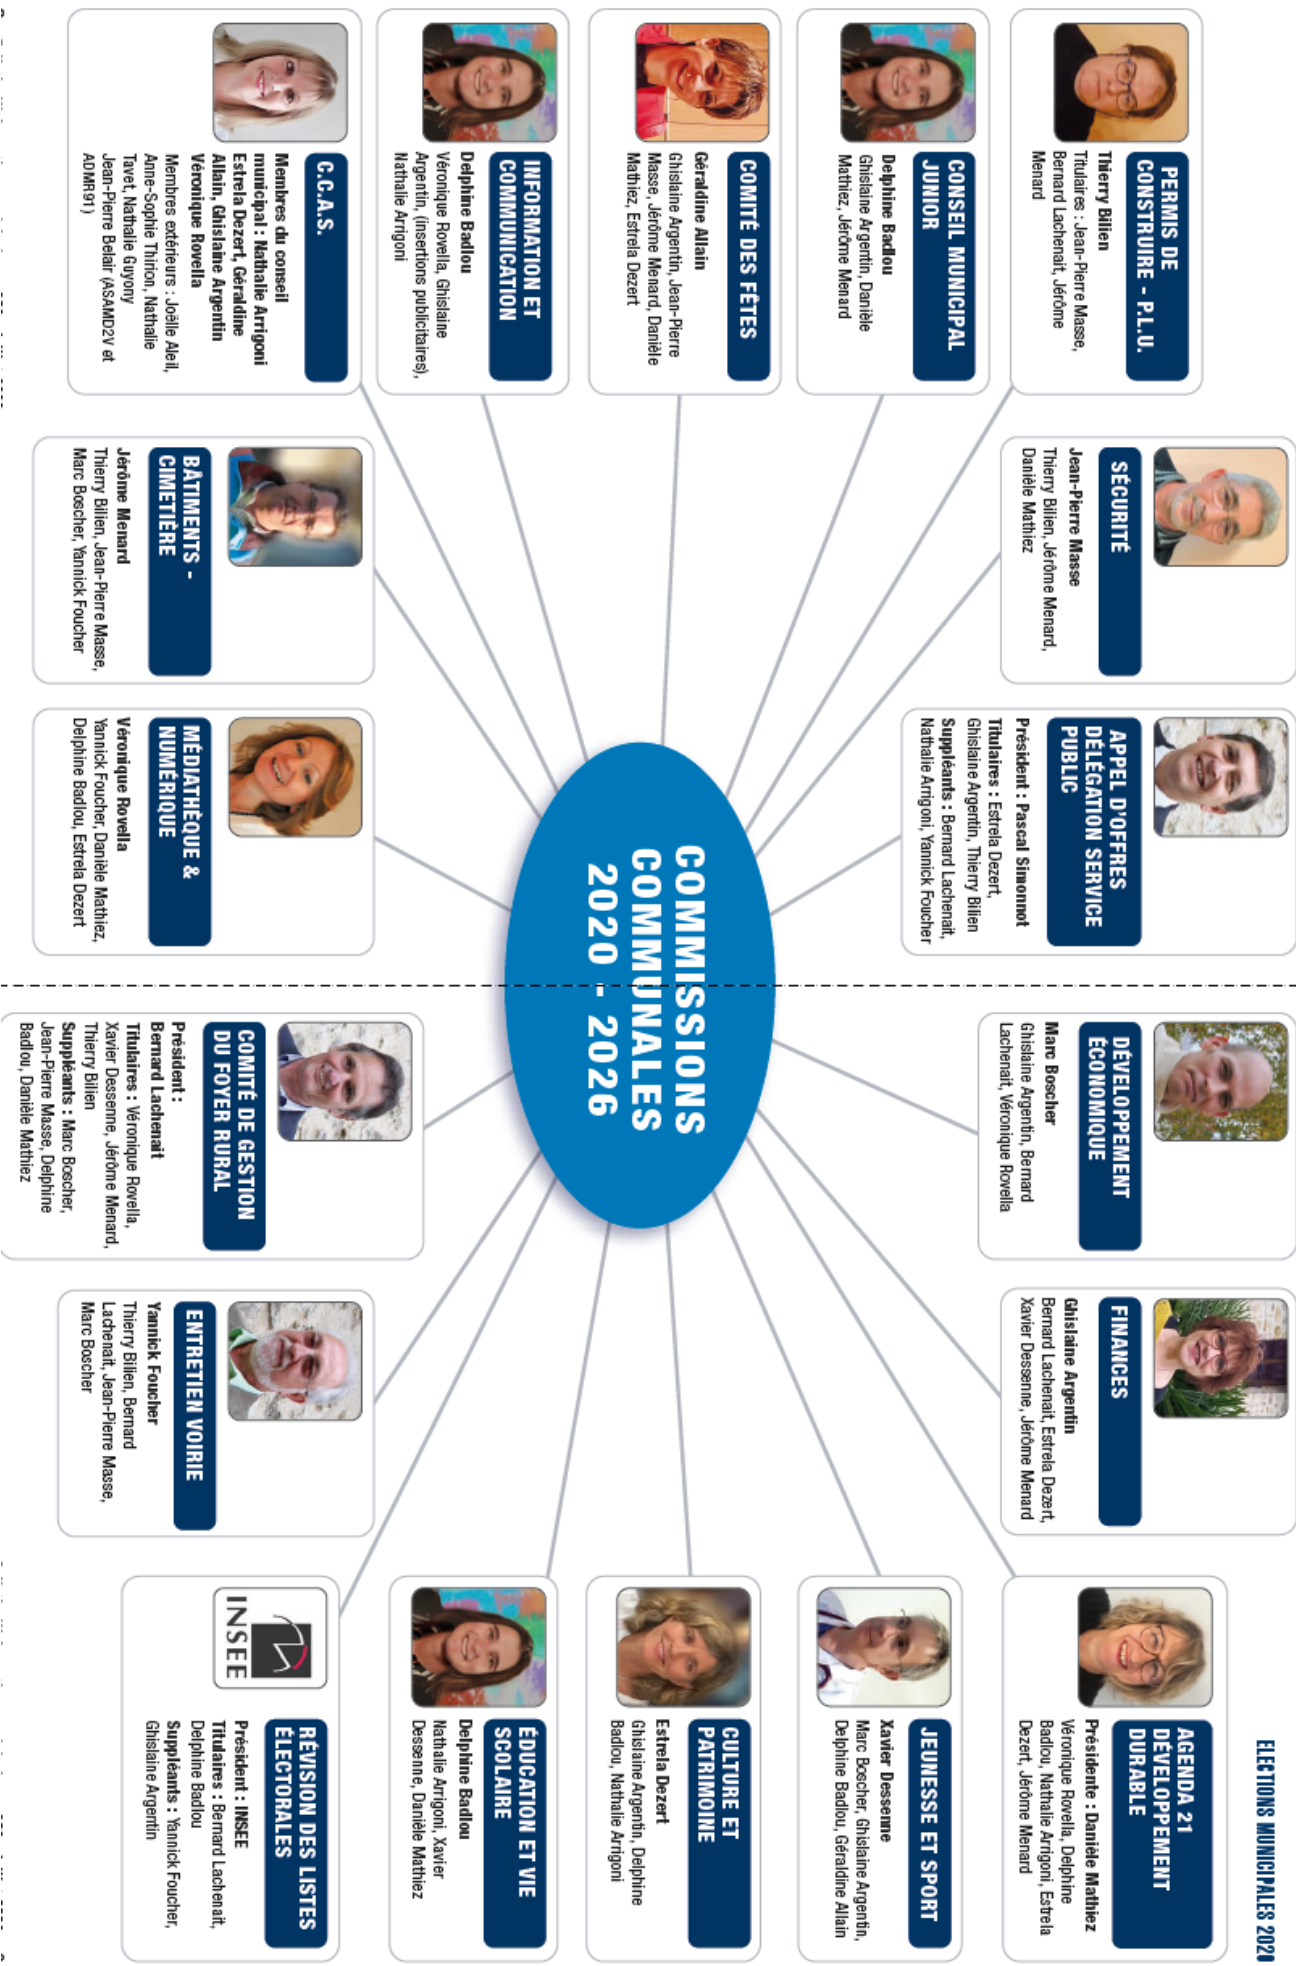 ELECTIONS MUNICIPALES 2020
PERMIS DE
CONSTRUIRE - P.L.U.
Thierry Bilien
Titulaires : Jean-Pierre Masse,
Bernard Lachenait, Jérôme
Menard
SÉCURITÉ
Jean-Pierre Masse
Thierry Bilien, Jérôme Menard,
Danièle Mathiez
APPEL D'OFFRES
DÉLÉGATION SERVICE
PUBLIC
Président : Pascal Simonnot
Titulaires : Estrela Dezert,
Ghislaine Argentin, Thierry Bilien
Suppléants : Bernard Lachenait,
Nathalie Arrigoni, Yannick Foucher
DÉVELOPPEMENT
ÉCONOMIQUE
Marc Boscher
Ghislaine Argentin, Bernard
Lachenait, Véronique Rovella
FINANCES
Ghislaine Argentin
Bernard Lachenait, Estrela Dezert,
Xavier Dessenne, Jérôme Menard
AGENDA 21
DÉVELOPPEMENT
DURABLE
Présidente : Danièle Mathiez
Véronique Rovella, Delphine
Badlou, Nathalie Arrigoni, Estrela
Dezert, Jérôme Menard
CONSEIL MUNICIPAL
JUNIOR
Delphine Badlou
Ghislaine Argentin, Danièle
Mathiez, Jérôme Menard
JEUNESSE ET SPORT
Xavier Dessenne
Marc Boscher, Ghislaine Argentin,
Delphine Badlou, Géraldine Allain
COMITÉ DES FÊTES
Géraldine Allain
Ghislaine Argentin, Jean-Pierre
Masse, Jérôme Menard, Danièle
Mathiez, Estrela Dezert
COMMISSIONS
COMMUNALES
2020 - 2026
CULTURE ET
PATRIMOINE
Estrela Dezert
Ghislaine Argentin, Delphine
Badlou, Nathalie Arrigoni
INFORMATION ET
COMMUNICATION
Delphine Badlou
Véronique Rovella, Ghislaine
Argentin, (insertions publicitaires),
Nathalie Arrigoni
ÉDUCATION ET VIE
SCOLAIRE
Delphine Badlou
Nathalie Arrigoni, Xavier
Dessenne, Danièle Mathiez
C.C.A.S.
Membres du conseil
municipal : Nathalie Arrigoni
Estrela Dezert, Géraldine
Allain, Ghislaine Argentin
Véronique Rovella
Membres extérieurs : Joëlle Aleil,
Anne-Sophie Thirion, Nathalie
Tavet, Nathalie Guyony
Jean-Pierre Belair (ASAMD2V et
ADMR91)
BÂTIMENTS -
CIMETIÈRE
Jérôme Menard
Thierry Bilien, Jean-Pierre Masse,
Marc Boscher, Yannick Foucher
MÉDIATHÈQUE &
NUMÉRIQUE
Véronique Rovella
Yannick Foucher, Danièle Mathiez,
Delphine Badlou, Estrela Dezert
COMITÉ DE GESTION
DU FOYER RURAL
Président :
Bernard Lachenait
Titulaires : Véronique Rovella,
Xavier Dessenne, Jérôme Menard,
Thierry Bilien
Suppléants : Marc Boscher,
Jean-Pierre Masse, Delphine
Badlou, Danièle Mathiez
ENTRETIEN VOIRIE
Yannick Foucher
Thierry Bilien, Bernard
Lachenait, Jean-Pierre Masse,
Marc Boscher
INSEE
RÉVISION DES LISTES
ÉLECTORALES
Président : INSEE
Titulaires : Bernard Lachenait,
Delphine Badlou
Suppléants : Yannick Foucher,
Ghislaine Argentin